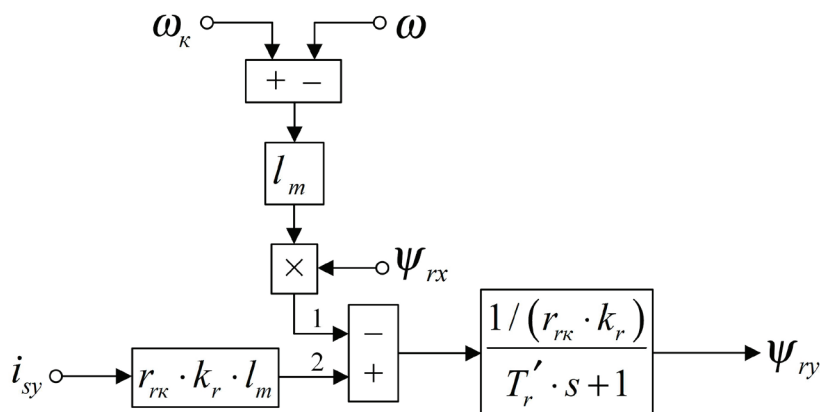 ω_к ω
+ −
l_m
× ψ_rx
1 −
i_sy r_rк · k_r · l_m 2 +
1/(r_rк · k_r)
T_r′ · s + 1
ψ_ry